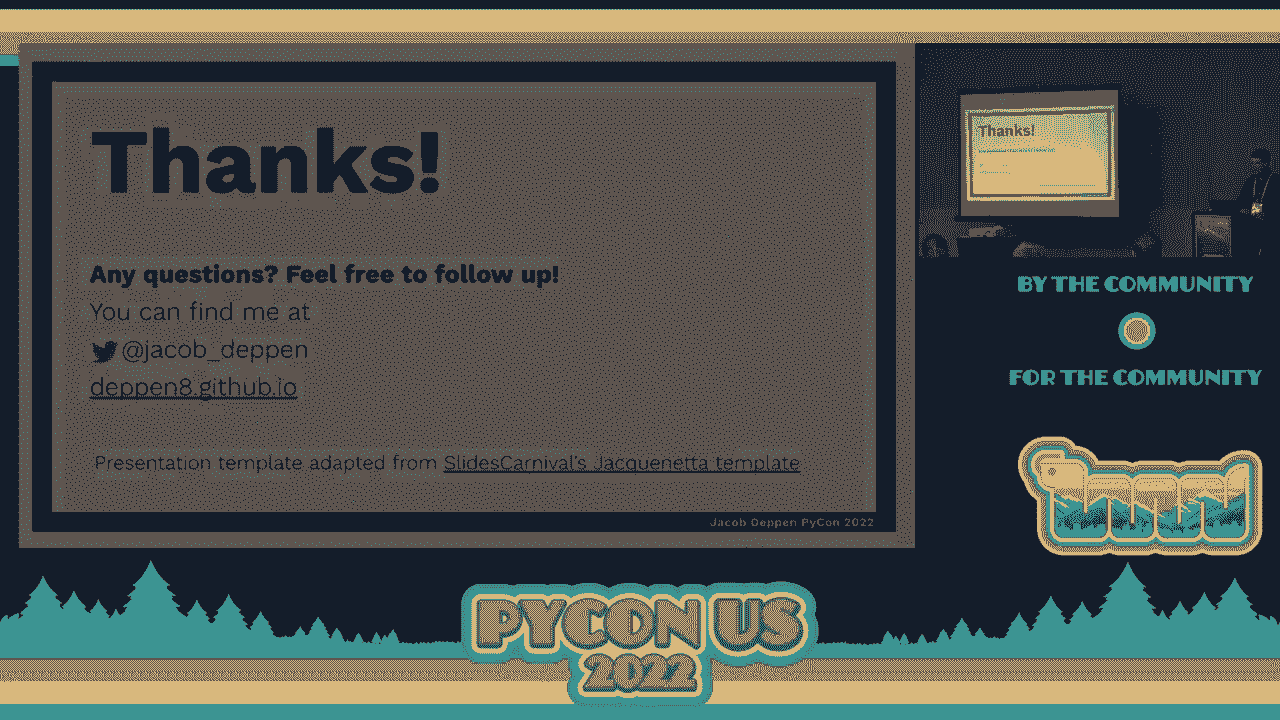 Thanks!
Any questions? Feel free to follow up!
You can find me at
@jacob_deppen
deppen8.github.io
Presentation template adapted from SlidesCarnival's Jacquenetta template
Jacob Deppen PyCon 2022
Thanks!
BY THE COMMUNITY
FOR THE COMMUNITY
PYCON US
2022